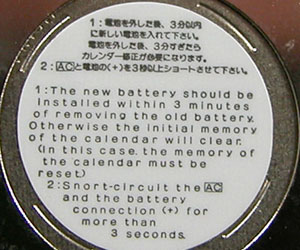 1:電池を外した後、3分以内
に新しい電池を入れて下さい。
電池を外した後、3分すぎたら
カレンダー修正が必要になります。
2:ACと電池の(+)を3秒以上ショートさせて下さい。
1:The new battery should be
installed within 3 minutes
of removing the old battery.
Otherwise the initial memory
of the calendar will clear.
(In this case, the memory of
the calendar must be
reset)
2:Snort-circuit the AC
and the battery
connection (+) for
more than
3 seconds.